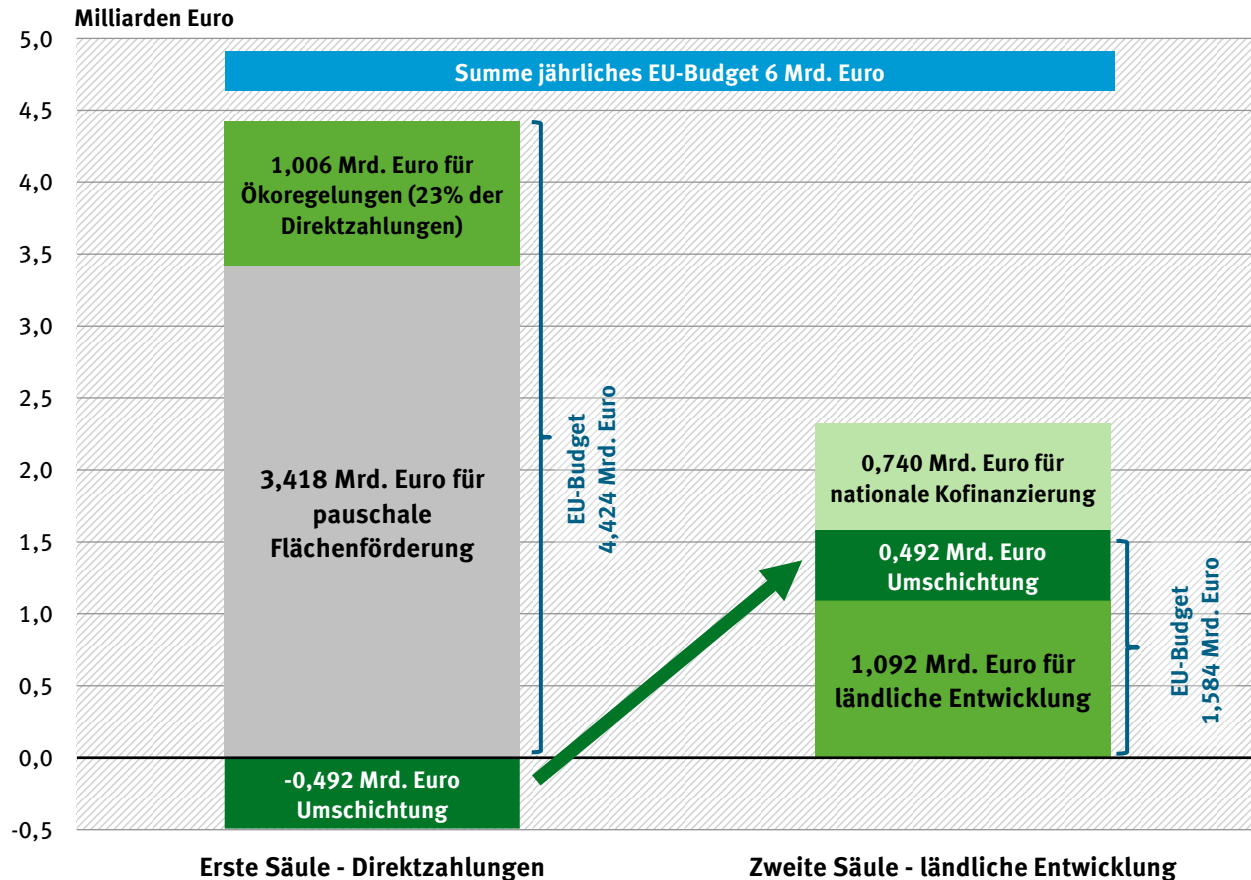 Milliarden Euro
5,0
4,5
4,0
3,5
3,0
2,5
2,0
1,5
1,0
0,5
0,0
-0,5
Summe jährliches EU-Budget 6 Mrd. Euro
1,006 Mrd. Euro für
Ökoregelungen (23% der
Direktzahlungen)
3,418 Mrd. Euro für
pauschale
Flächenförderung
-0,492 Mrd. Euro
Umschichtung
EU-Budget
4,424 Mrd. Euro
0,740 Mrd. Euro für
nationale Kofinanzierung
0,492 Mrd. Euro
Umschichtung
1,092 Mrd. Euro für
ländliche Entwicklung
EU-Budget
1,584 Mrd. Euro
Erste Säule - Direktzahlungen
Zweite Säule - ländliche Entwicklung